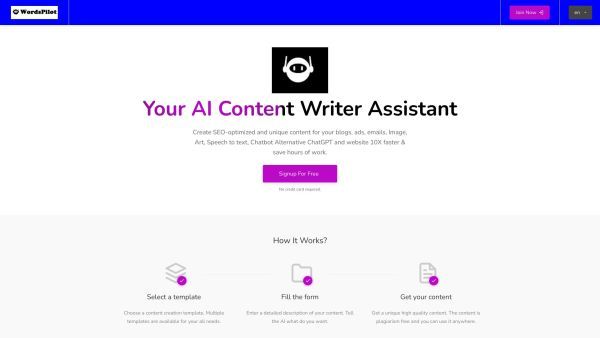 WordsPilot
Join Now
en
Your AI Content Writer Assistant
Create SEO-optimized and unique content for your blogs, ads, emails, Image,
Art, Speech to text, Chatbot Alternative ChatGPT and website 10X faster &
save hours of work.
Signup For Free
No credit card required.
How It Works?
Select a template
Fill the form
Get your content
Choose a content creation template. Multiple
templates are available for your all needs.
Enter a detailed description of your content. Tell
the AI what do you want.
Get a unique high quality content. The content is
plagiarism free and you can use it anywhere.